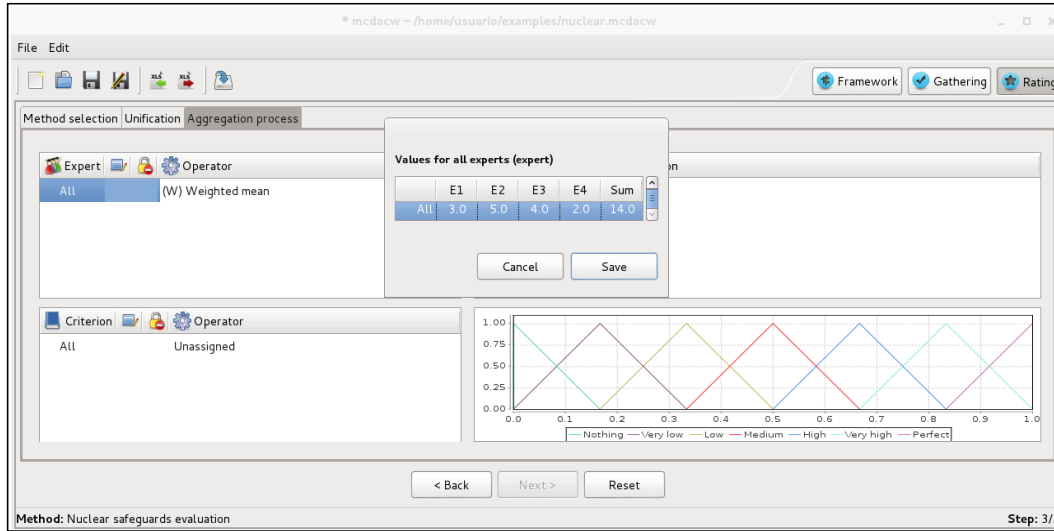 * mcdacw – /home/usuario/examples/nuclear.mcdacw
File Edit
Framework Gathering Rating
Method selection Unification Aggregation process
Values for all experts (expert)
E1 E2 E3 E4 Sum
All 3.0 5.0 4.0 2.0 14.0
Cancel Save
Expert Operator
All (W) Weighted mean
Criterion Operator
All Unassigned
1.00
0.75
0.50
0.25
0.00
0.0 0.1 0.2 0.3 0.4 0.5 0.6 0.7 0.8 0.9 1.0
Nothing Very low Low Medium High Very high Perfect
< Back Next > Reset
Method: Nuclear safeguards evaluation
Step: 3/